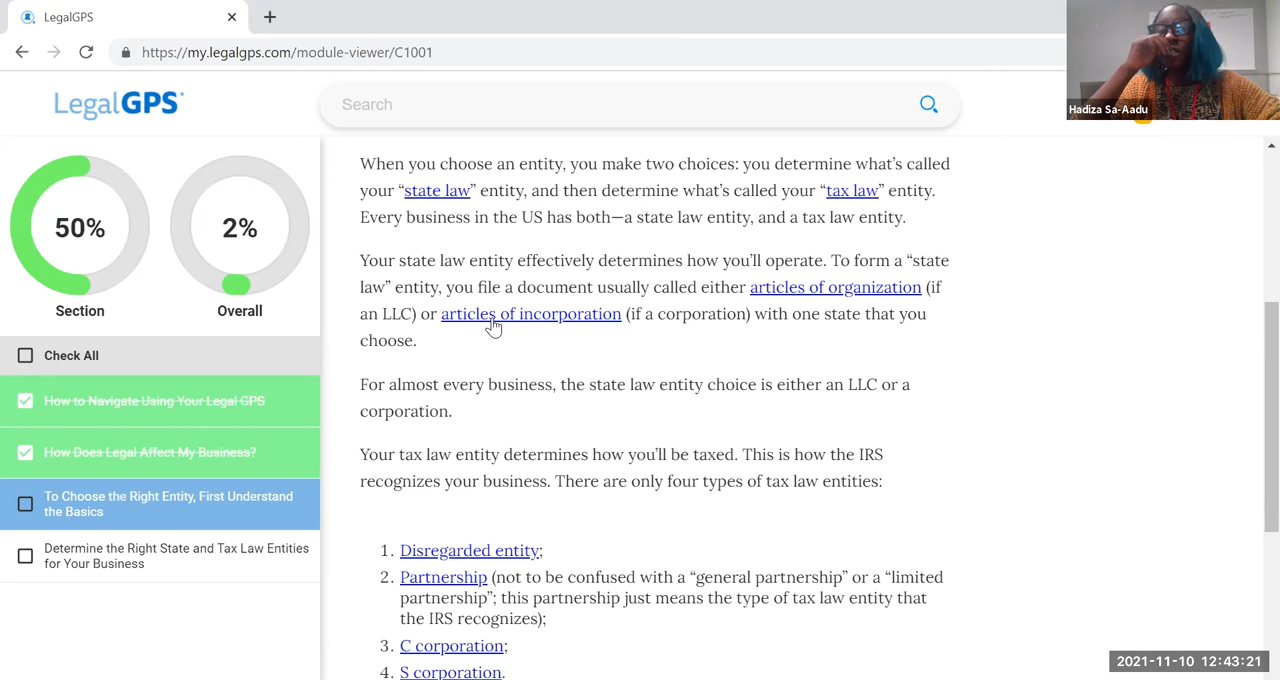 LegalGPS
https://my.legalgps.com/module-viewer/C1001
Hadiza Sa-Aadu
LegalGPS
Search
50%
2%
Section
Overall
Check All
How to Navigate Using Your Legal GPS
How Does Legal Affect My Business?
To Choose the Right Entity, First Understand
the Basics
Determine the Right State and Tax Law Entities
for Your Business
When you choose an entity, you make two choices: you determine what’s called
your “state law” entity, and then determine what’s called your “tax law” entity.
Every business in the US has both—a state law entity, and a tax law entity.
Your state law entity effectively determines how you’ll operate. To form a “state
law” entity, you file a document usually called either articles of organization (if
an LLC) or articles of incorporation (if a corporation) with one state that you
choose.
For almost every business, the state law entity choice is either an LLC or a
corporation.
Your tax law entity determines how you’ll be taxed. This is how the IRS
recognizes your business. There are only four types of tax law entities:
1. Disregarded entity;
2. Partnership (not to be confused with a “general partnership” or a “limited
partnership”; this partnership just means the type of tax law entity that
the IRS recognizes);
3. C corporation;
4. S corporation.
2021-11-10 12:43:21